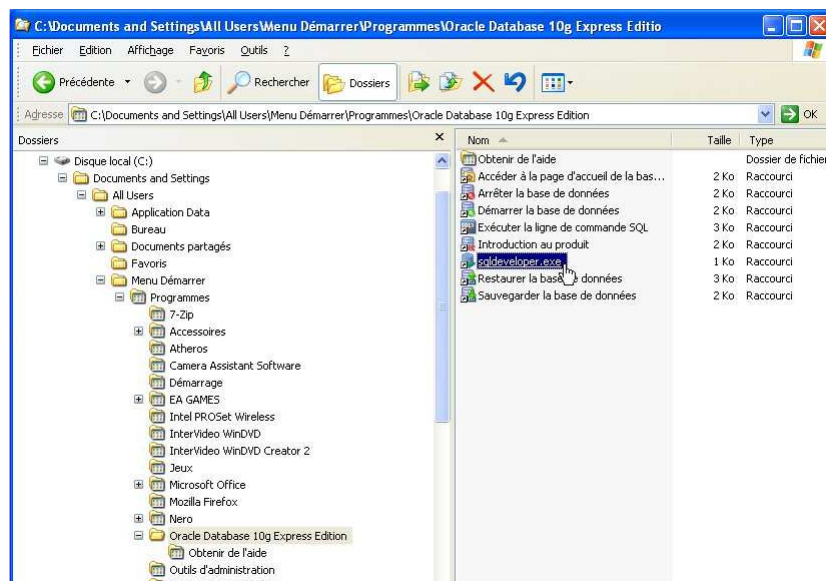 C:\Documents and Settings\All Users\Menu Démarrer\Programmes\Oracle Database 10g Express Editio
Fichier Edition Affichage Favoris Outils ?
Précédente Rechercher Dossiers
Adresse C:\Documents and Settings\All Users\Menu Démarrer\Programmes\Oracle Database 10g Express Edition OK
Dossiers
Disque local (C:)
Documents and Settings
All Users
Application Data
Bureau
Documents partagés
Favoris
Menu Démarrer
Programmes
7-Zip
Accessoires
Atheros
Camera Assistant Software
Démarrage
EA GAMES
Intel PROSet Wireless
InterVideo WinDVD
InterVideo WinDVD Creator 2
Jeux
Microsoft Office
Mozilla Firefox
Nero
Oracle Database 10g Express Edition
Obtenir de l'aide
Outils d'administration
Nom Taille Type
Obtenir de l'aide Dossier de fichier
Accéder à la page d'accueil de la bas... 2 Ko Raccourci
Arrêter la base de données 2 Ko Raccourci
Démarrer la base de données 2 Ko Raccourci
Exécuter la ligne de commande SQL 3 Ko Raccourci
Introduction au produit 2 Ko Raccourci
sqldeveloper.exe 1 Ko Raccourci
Restaurer la base de données 3 Ko Raccourci
Sauvegarder la base de données 2 Ko Raccourci